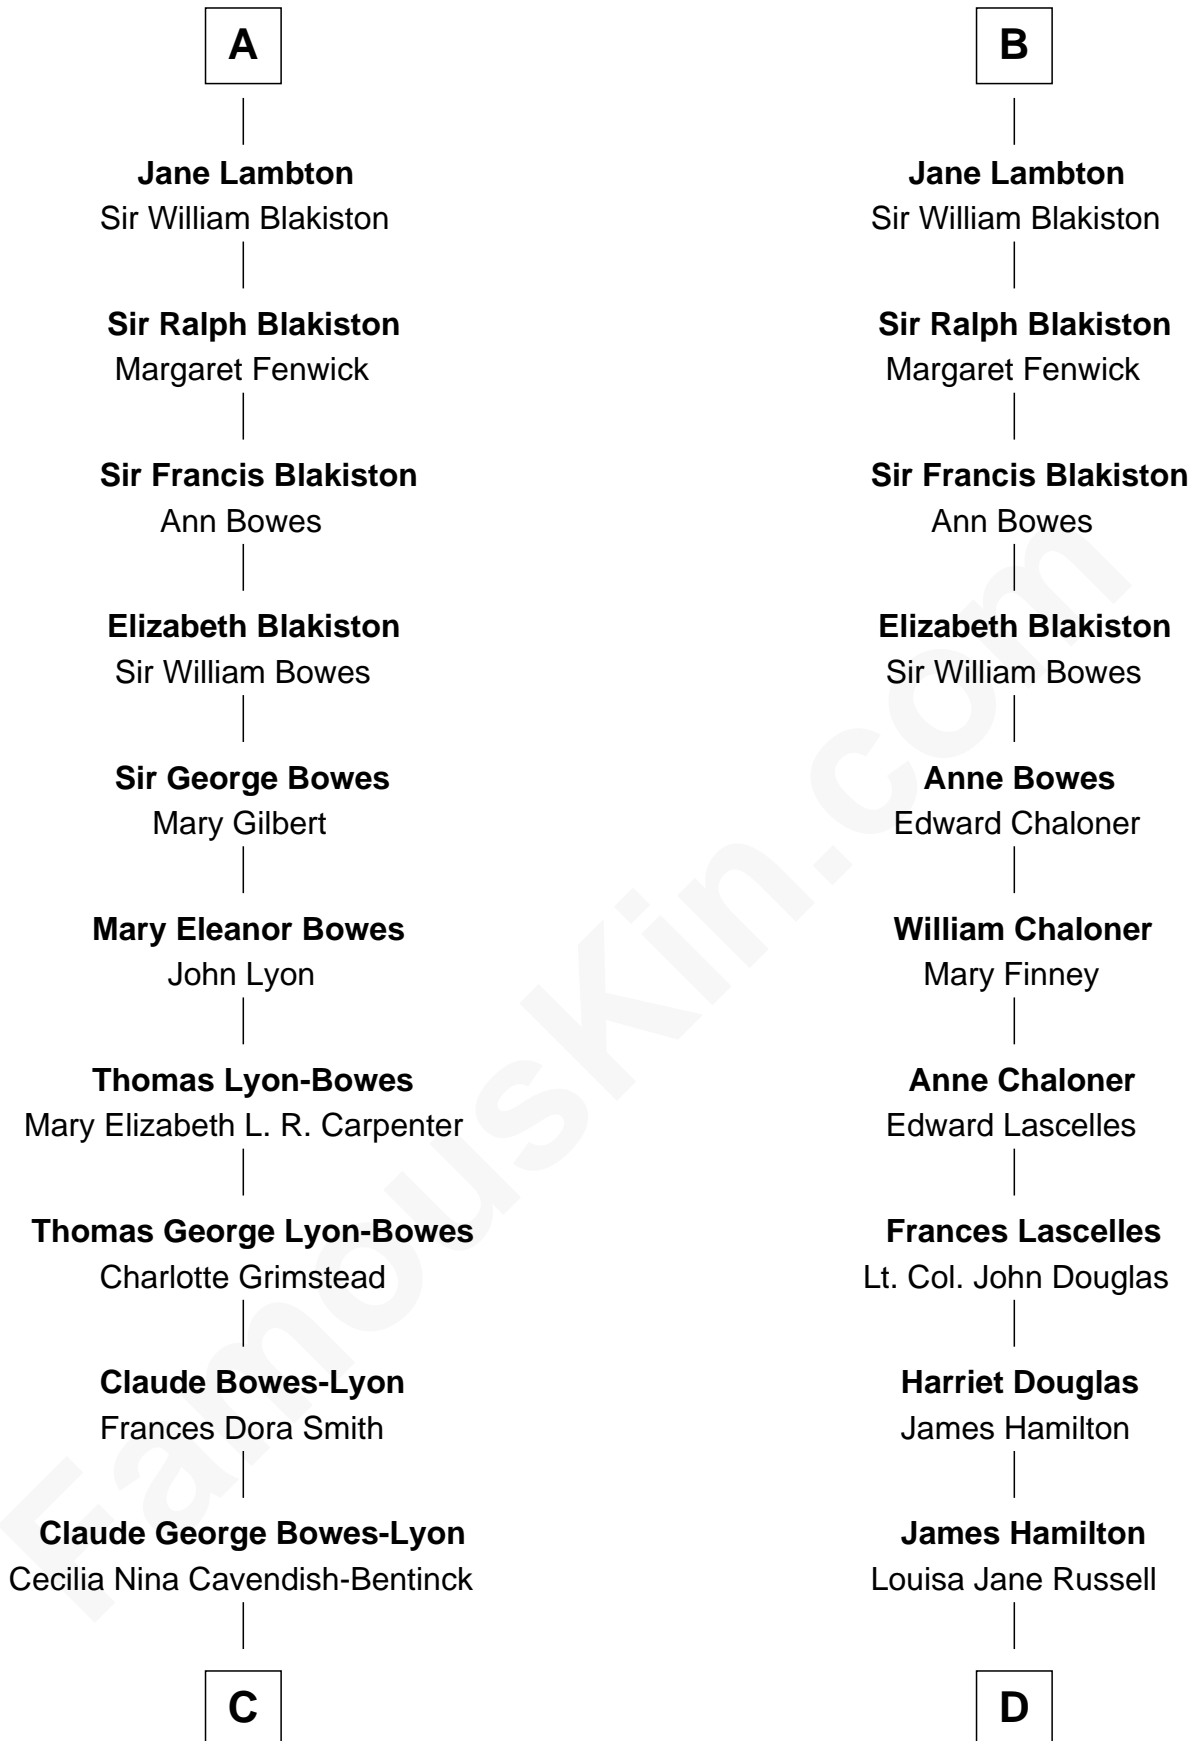 A
Jane Lambton
Sir William Blakiston
Sir Ralph Blakiston
Margaret Fenwick
Sir Francis Blakiston
Ann Bowes
Elizabeth Blakiston
Sir William Bowes
Sir George Bowes
Mary Gilbert
Mary Eleanor Bowes
John Lyon
Thomas Lyon-Bowes
Mary Elizabeth L. R. Carpenter
Thomas George Lyon-Bowes
Charlotte Grimstead
Claude Bowes-Lyon
Frances Dora Smith
Claude George Bowes-Lyon
Cecilia Nina Cavendish-Bentinck
C
B
Jane Lambton
Sir William Blakiston
Sir Ralph Blakiston
Margaret Fenwick
Sir Francis Blakiston
Ann Bowes
Elizabeth Blakiston
Sir William Bowes
Anne Bowes
Edward Chaloner
William Chaloner
Mary Finney
Anne Chaloner
Edward Lascelles
Frances Lascelles
Lt. Col. John Douglas
Harriet Douglas
James Hamilton
James Hamilton
Louisa Jane Russell
D
FamousKin.com